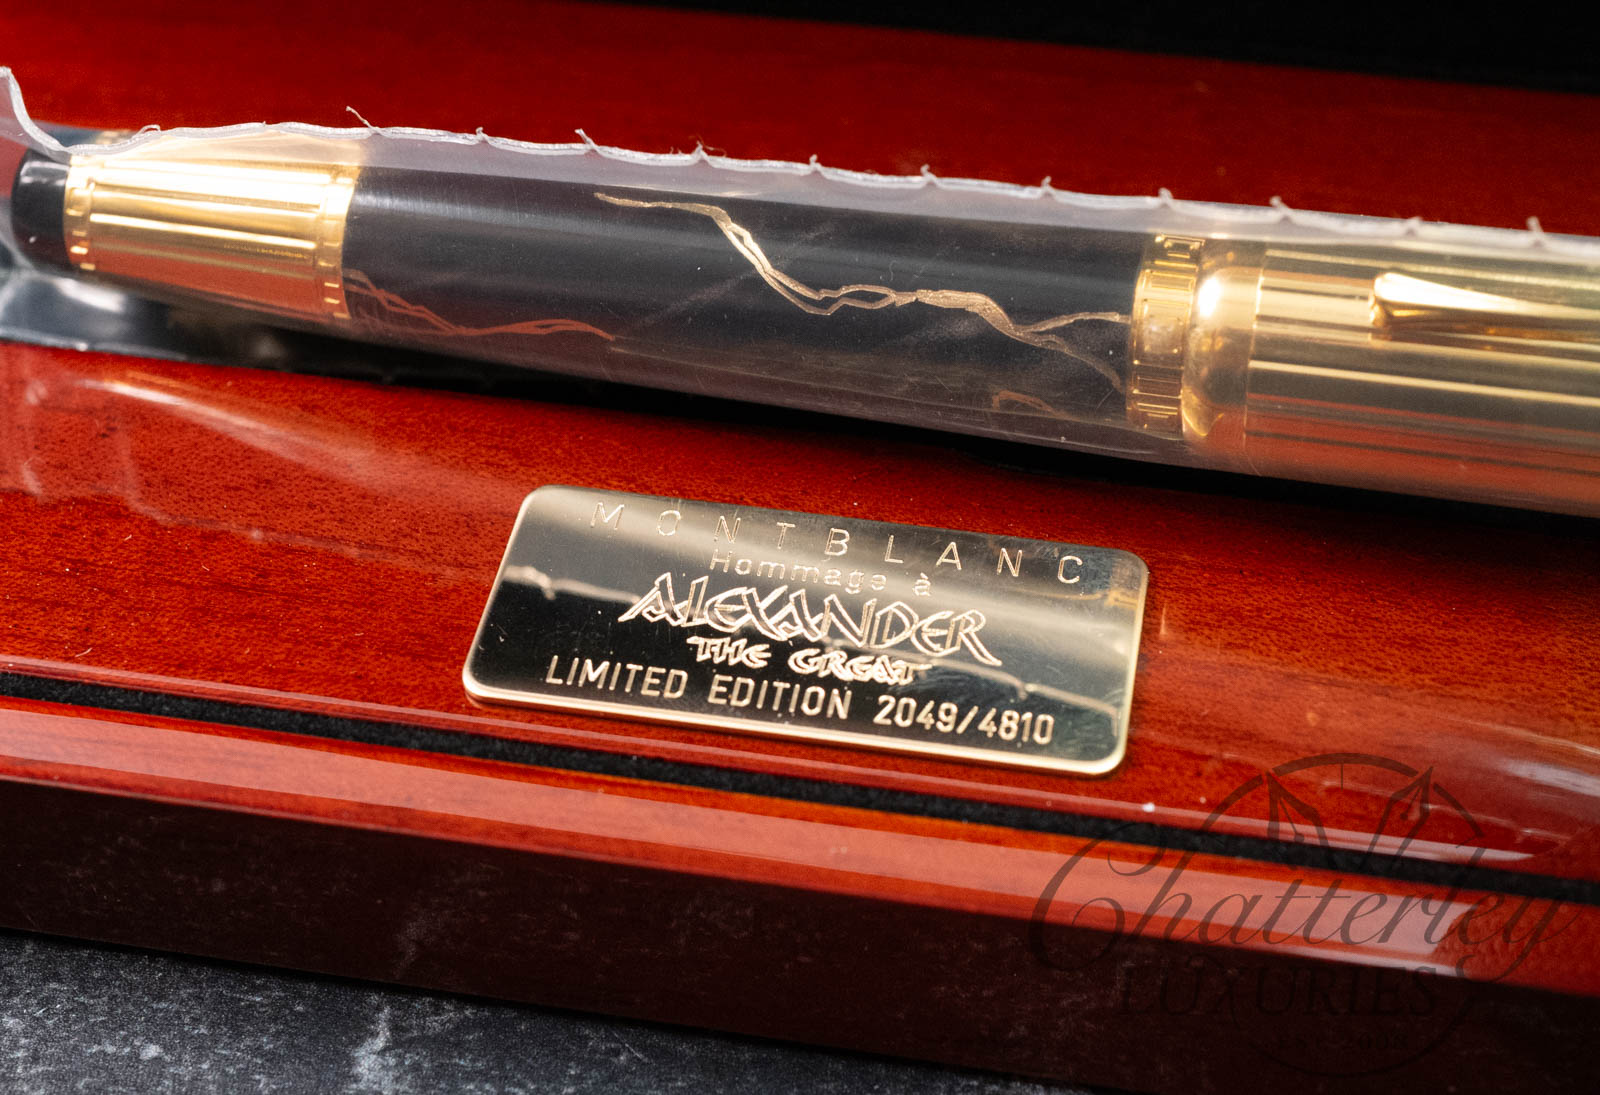 MONTBLANC
Hommage à
ALEXANDER
THE GREAT
LIMITED EDITION 2049/4810
Chatterley
LUXURIES